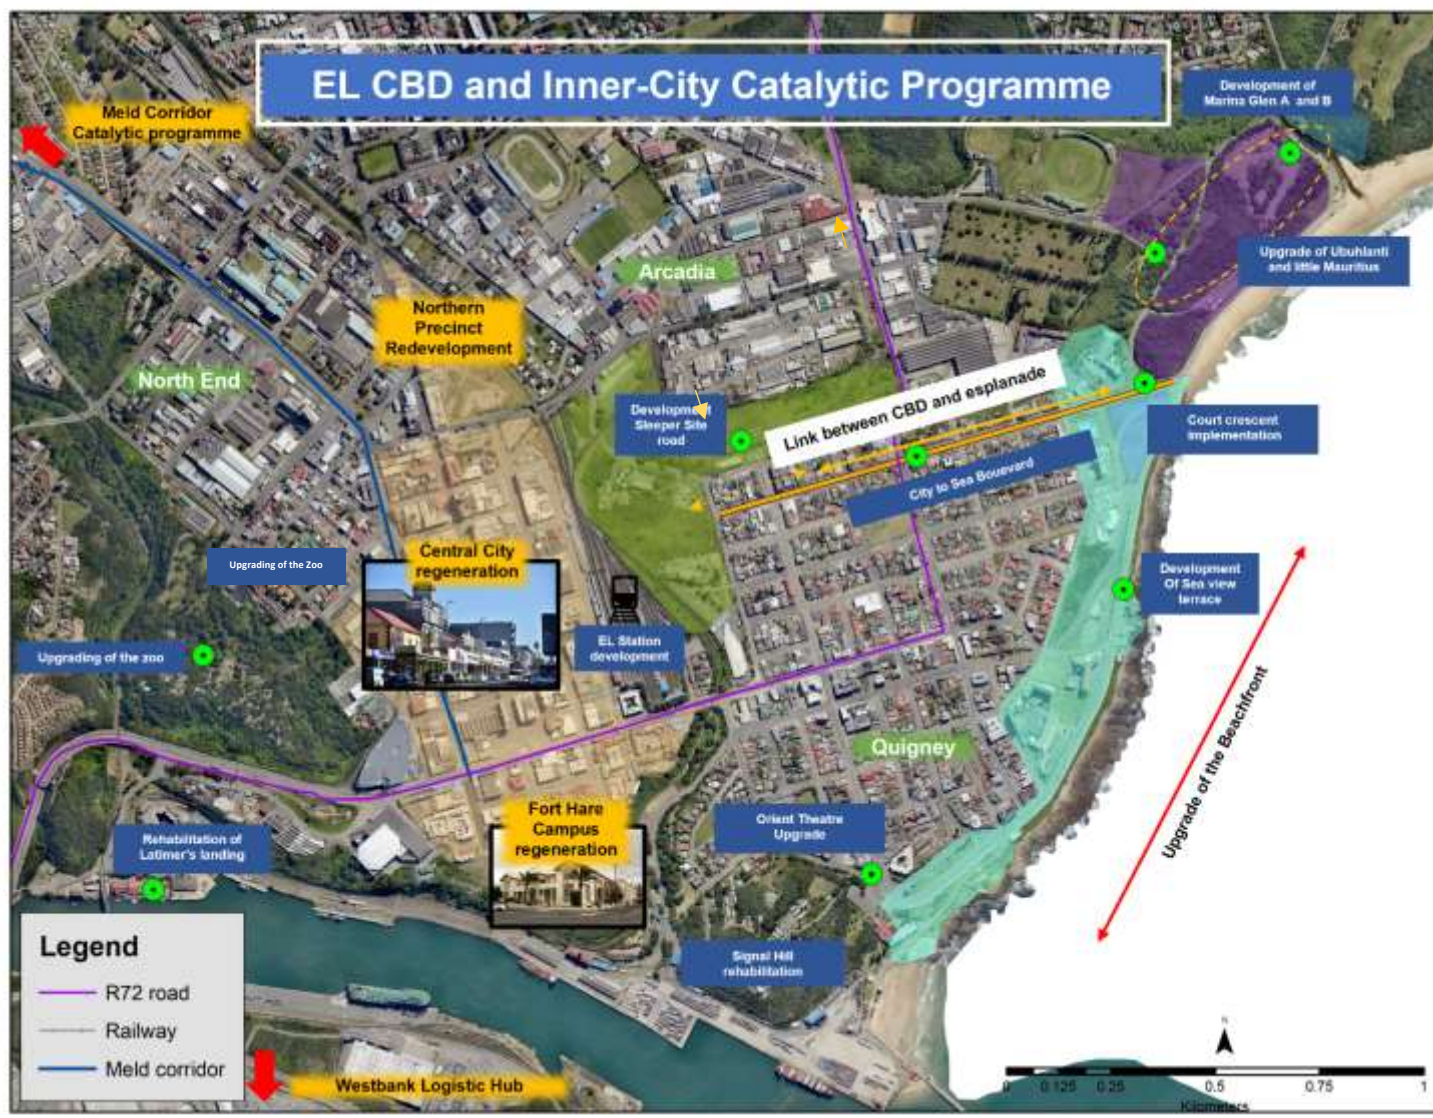 EL CBD and Inner-City Catalytic Programme
Development of
Marina Glen A and B
Meld Corridor
Catalytic programme
Upgrade of Ubuhlanti
and little Mauritius
Arcadia
Northern
Precinct
Redevelopment
North End
Link between CBD and esplanade
Development
Sleeper Site
road
Court crescent
implementation
City to Sea Bouevard
Central City
regeneration
Upgrading of the Zoo
Development
Of Sea view
terrace
EL Station
development
Upgrading of the zoo
Upgrade of the Beachfront
Quigney
Fort Hare
Campus
regeneration
Orient Theatre
Upgrade
Rehabilitation of
Latimer's landing
Signal Hill
rehabilitation
Legend
R72 road
Railway
Meld corridor
Westbank Logistic Hub
N
0 0.125 0.25 0.5 0.75 1
Kilometers